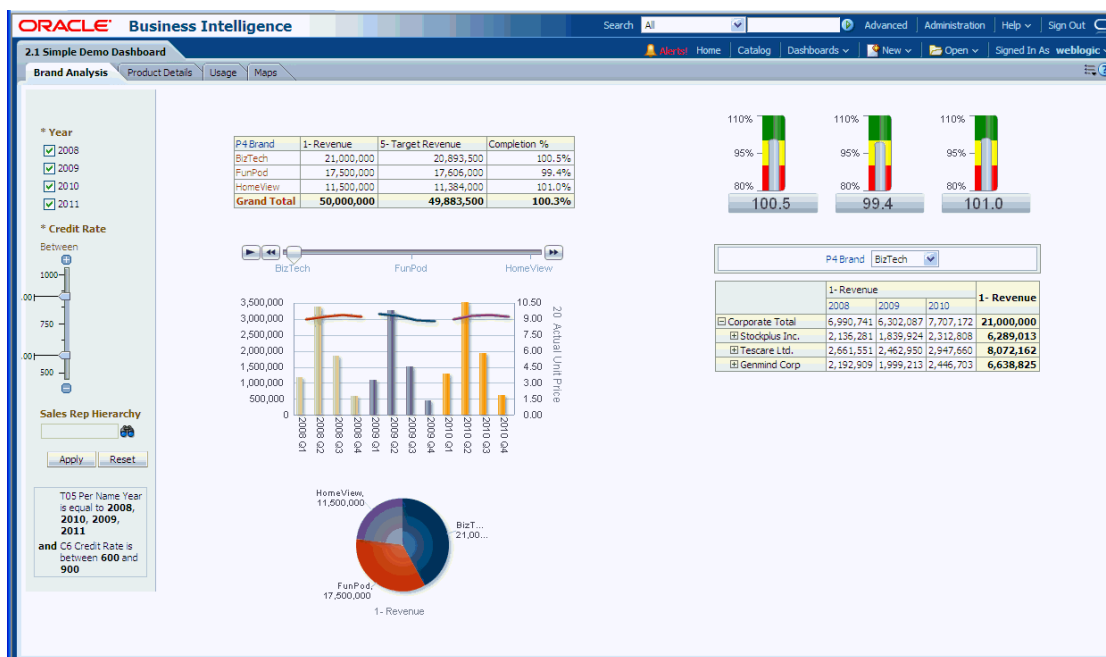 ORACLE Business Intelligence
Search All Advanced Administration Help Sign Out
2.1 Simple Demo Dashboard
Alerts! Home Catalog Dashboards New Open Signed In As weblogic
Brand Analysis Product Details Usage Maps
* Year
2008
2009
2010
2011
* Credit Rate
Between
1000
750
500
Sales Rep Hierarchy
Apply Reset
T05 Per Name Year
is equal to 2008,
2010, 2009,
2011
and C6 Credit Rate is
between 600 and
900
P4 Brand 1- Revenue 5- Target Revenue Completion %
BizTech 21,000,000 20,893,500 100.5%
FunPod 17,500,000 17,606,000 99.4%
HomeView 11,500,000 11,384,000 101.0%
Grand Total 50,000,000 49,883,500 100.3%
BizTech FunPod HomeView
3,500,000 10.50
3,000,000 9.00
2,500,000 7.50
2,000,000 6.00
1,500,000 4.50
1,000,000 3.00
500,000 1.50
0 0.00
20 Actual Unit Price
2008 Q1
2008 Q2
2008 Q3
2008 Q4
2009 Q1
2009 Q2
2009 Q3
2009 Q4
2010 Q1
2010 Q2
2010 Q3
2010 Q4
HomeView,
11,500,000
BizT...
21,00...
FunPod,
17,500,000
1- Revenue
110% 110% 110%
95% 95% 95%
80% 80% 80%
100.5 99.4 101.0
P4 Brand BizTech
1- Revenue 1- Revenue
2008 2009 2010
Corporate Total 6,990,741 6,302,087 7,707,172 21,000,000
Stockplus Inc. 2,136,281 1,839,924 2,312,808 6,289,013
Tescare Ltd. 2,661,551 2,462,950 2,947,660 8,072,162
Genmind Corp 2,192,909 1,999,213 2,446,703 6,638,825